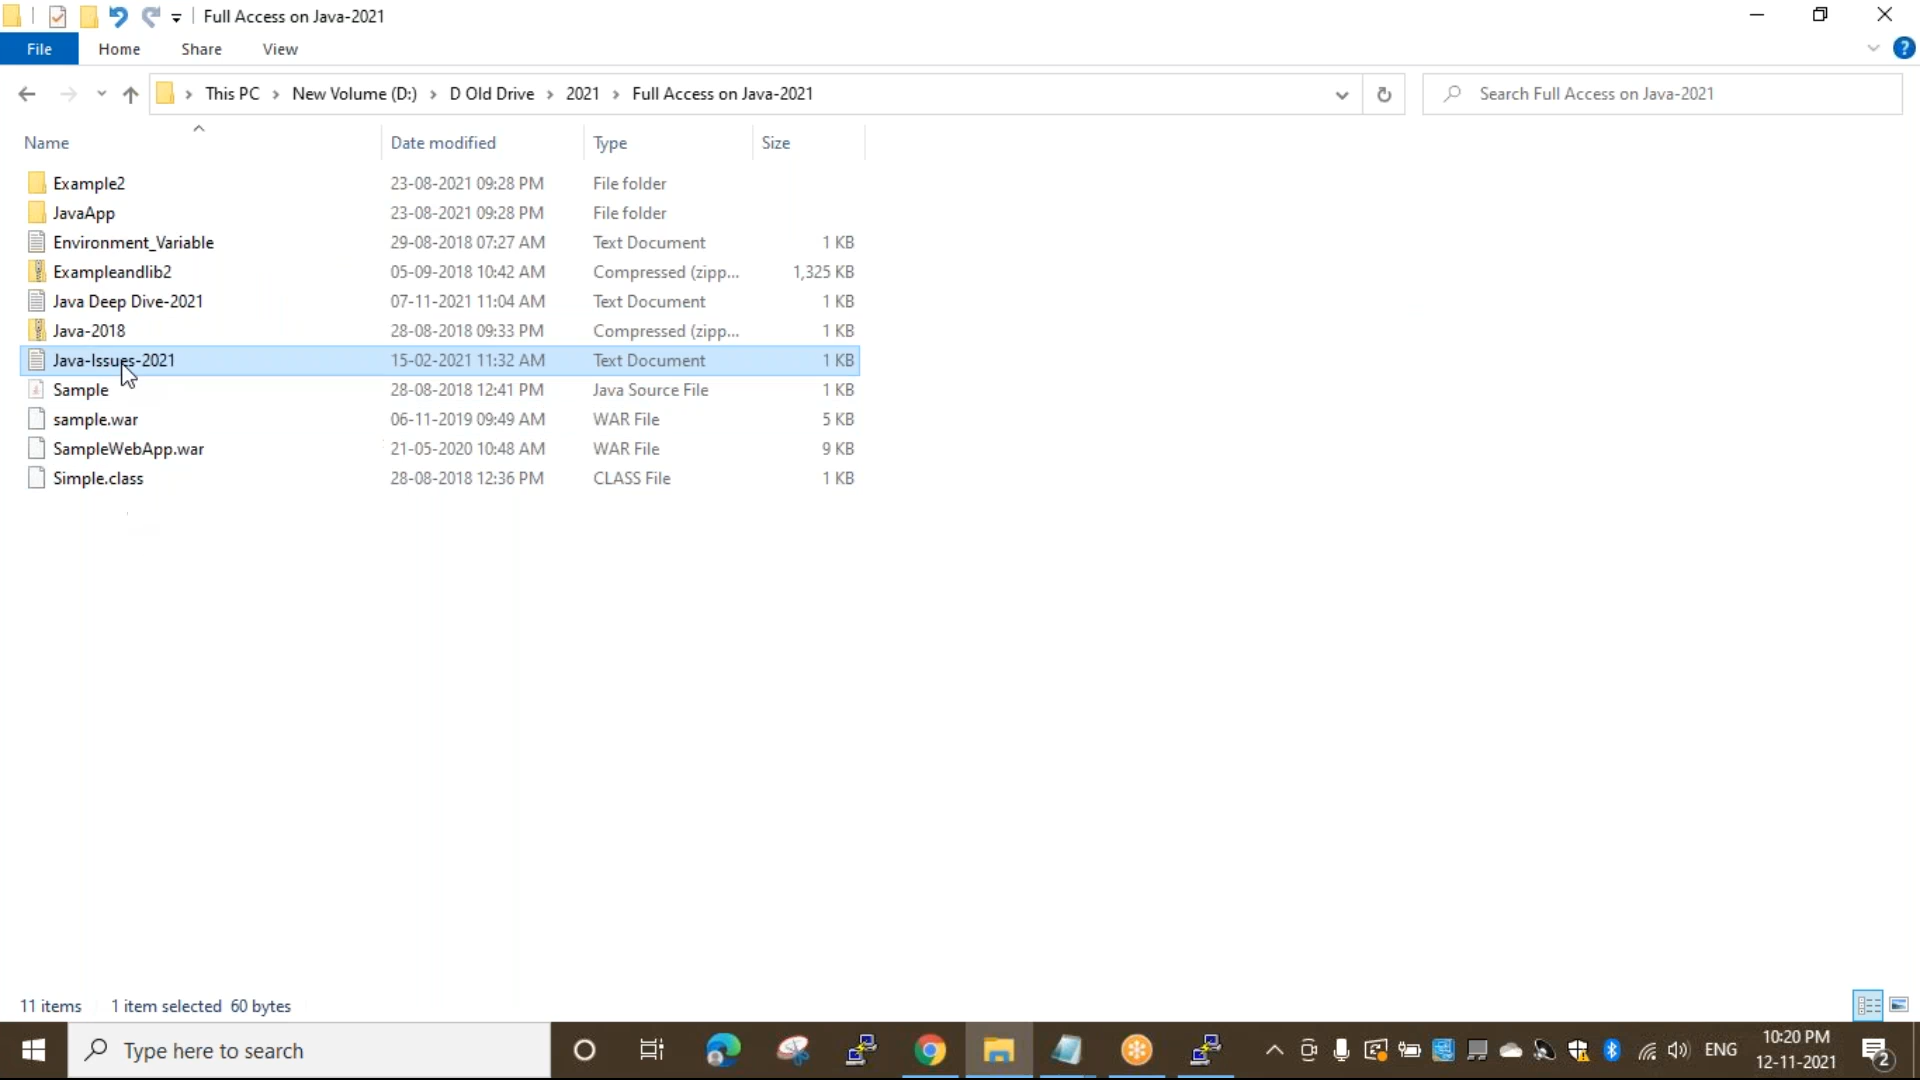 Full Access on Java-2021
File Home Share View
This PC New Volume (D:) D Old Drive 2021 Full Access on Java-2021 Search Full Access on Java-2021
Name Date modified Type Size
Example2 23-08-2021 09:28 PM File folder
JavaApp 23-08-2021 09:28 PM File folder
Environment_Variable 29-08-2018 07:27 AM Text Document 1 KB
Exampleandlib2 05-09-2018 10:42 AM Compressed (zipp... 1,325 KB
Java Deep Dive-2021 07-11-2021 11:04 AM Text Document 1 KB
Java-2018 28-08-2018 09:33 PM Compressed (zipp... 1 KB
Java-Issues-2021 15-02-2021 11:32 AM Text Document 1 KB
Sample 28-08-2018 12:41 PM Java Source File 1 KB
sample.war 06-11-2019 09:49 AM WAR File 5 KB
SampleWebApp.war 21-05-2020 10:48 AM WAR File 9 KB
Simple.class 28-08-2018 12:36 PM CLASS File 1 KB
11 items 1 item selected 60 bytes
Type here to search ENG 10:20 PM
12-11-2021 2